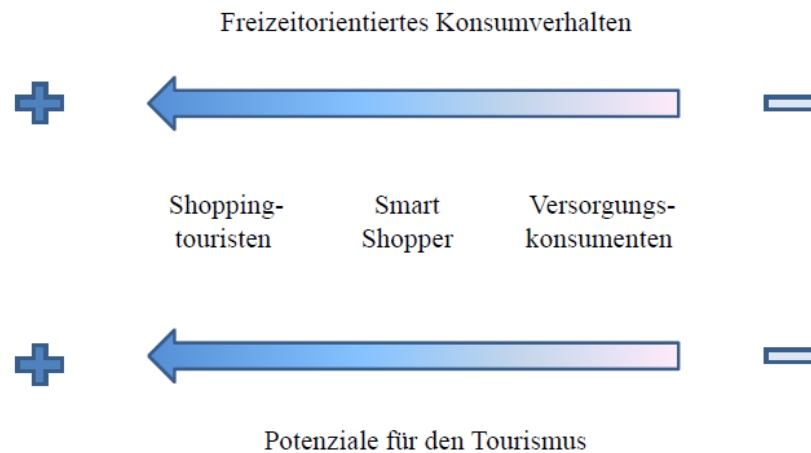 Freizeitorientiertes Konsumverhalten
Shopping-
touristen
Smart
Shopper
Versorgungs-
konsumenten
Potenziale für den Tourismus